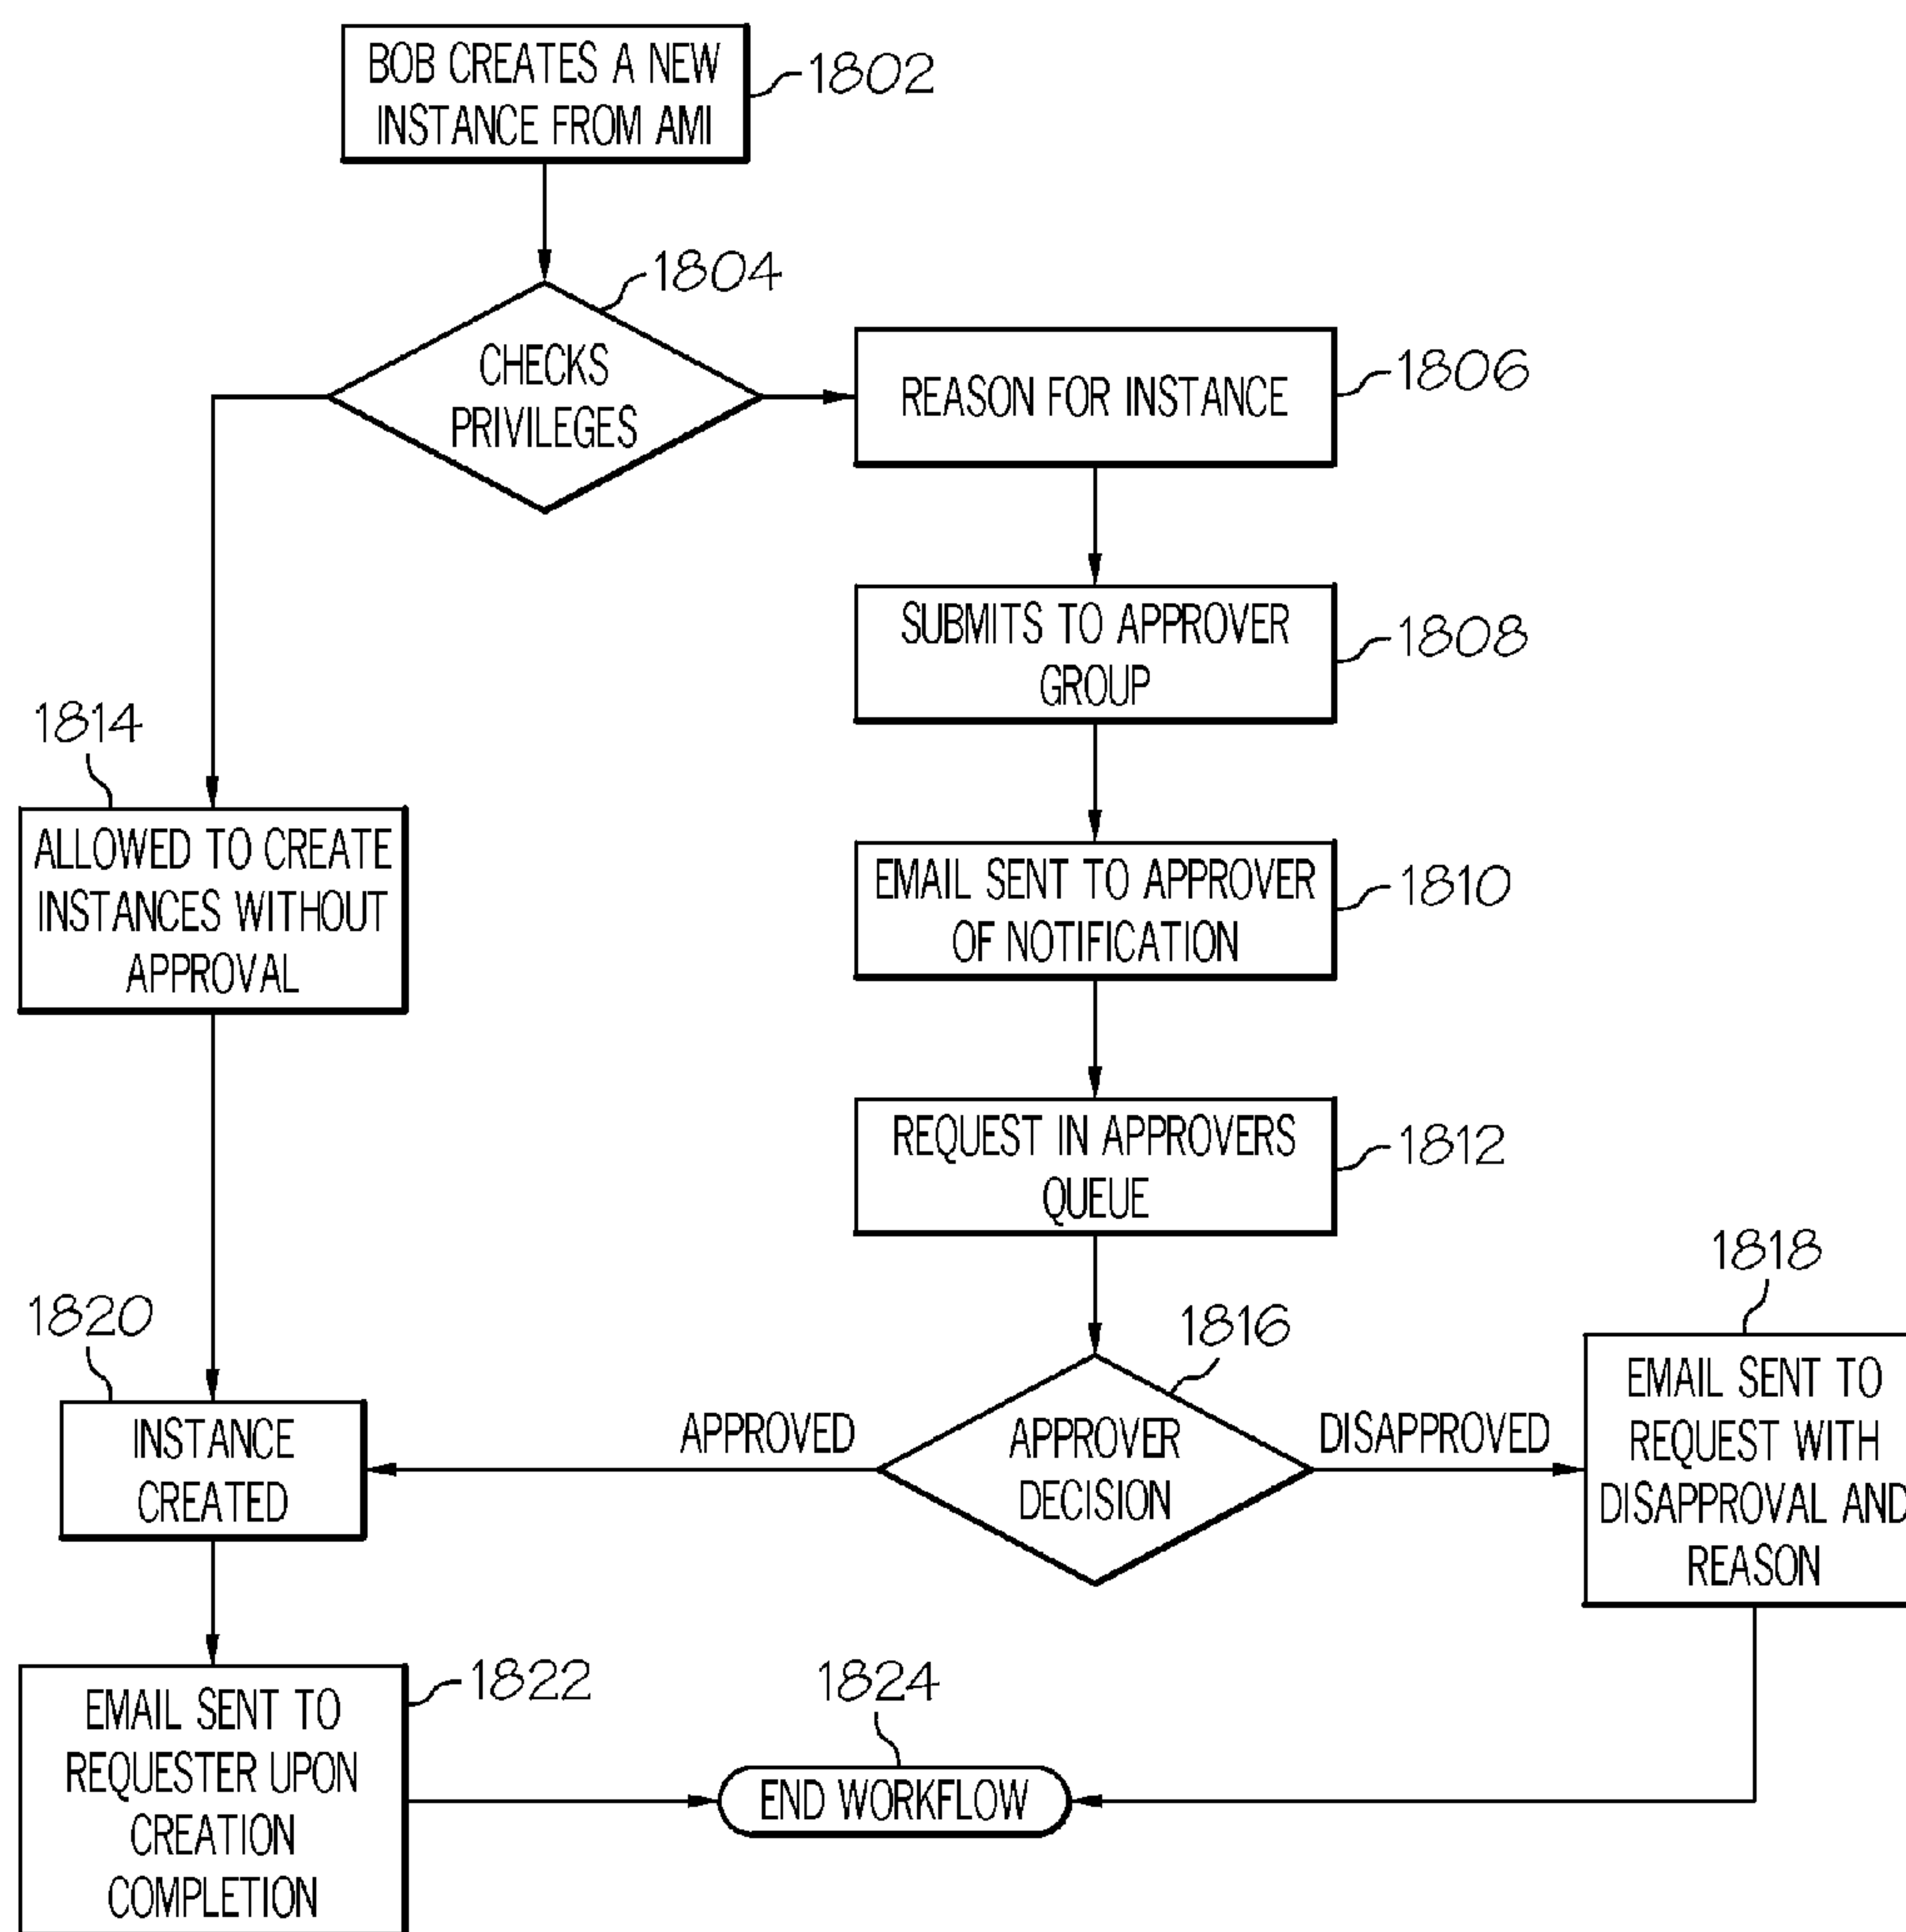 BOB CREATES A NEW
INSTANCE FROM AMI
1802
1804
CHECKS
PRIVILEGES
REASON FOR INSTANCE
1806
SUBMITS TO APPROVER
GROUP
1808
1814
ALLOWED TO CREATE
INSTANCES WITHOUT
APPROVAL
EMAIL SENT TO APPROVER
OF NOTIFICATION
1810
REQUEST IN APPROVERS
QUEUE
1812
1820
INSTANCE
CREATED
APPROVED
1816
APPROVER
DECISION
DISAPPROVED
1818
EMAIL SENT TO
REQUEST WITH
DISAPPROVAL AND
REASON
EMAIL SENT TO
REQUESTER UPON
CREATION
COMPLETION
1822
1824
END WORKFLOW